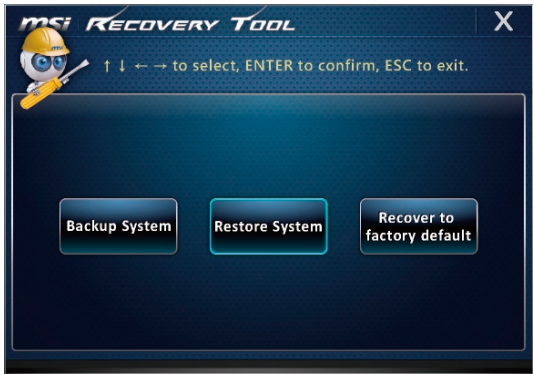 msi RECOVERY TOOL X
↑ ↓ ← → to select, ENTER to confirm, ESC to exit.
Backup System
Restore System
Recover to
factory default